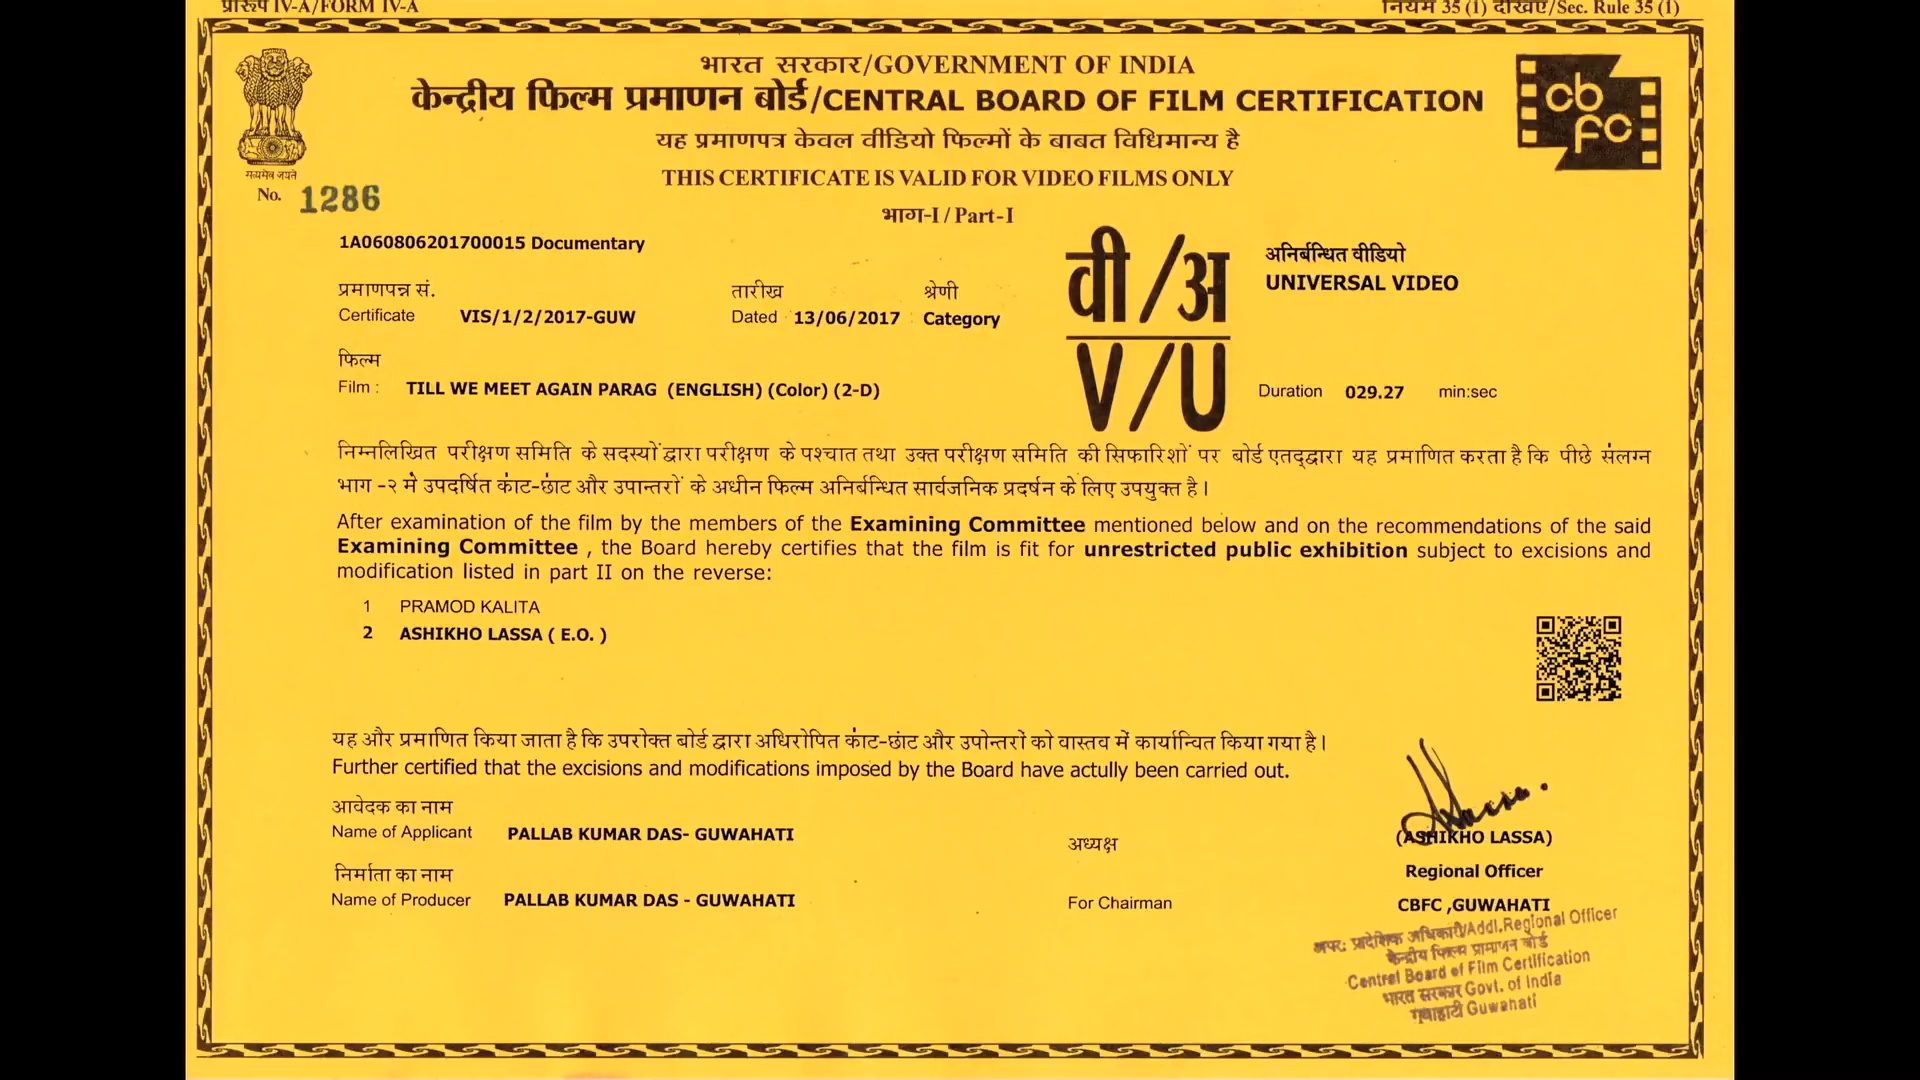 प्रारूप IV-A/FORM IV-A
नियम 35 (1) देखिए/Sec. Rule 35 (1)
भारत सरकार/GOVERNMENT OF INDIA
केन्द्रीय फिल्म प्रमाणन बोर्ड/CENTRAL BOARD OF FILM CERTIFICATION
cb
fc
यह प्रमाणपत्र केवल वीडियो फिल्मों के बाबत विधिमान्य है
सत्यमेव जयते
THIS CERTIFICATE IS VALID FOR VIDEO FILMS ONLY
No. 1286
भाग-I / Part-I
1A060806201700015 Documentary
वी/अ
V/U
अनिर्बन्धित वीडियो
UNIVERSAL VIDEO
प्रमाणपन्न सं. तारीख श्रेणी
Certificate VIS/1/2/2017-GUW Dated 13/06/2017 Category
फिल्म
Film : TILL WE MEET AGAIN PARAG (ENGLISH) (Color) (2-D)
Duration 029.27 min:sec
निम्नलिखित परीक्षण समिति के सदस्यों द्वारा परीक्षण के पश्चात तथा उक्त परीक्षण समिति की सिफारिशों पर बोर्ड एतद्द्वारा यह प्रमाणित करता है कि पीछे संलग्न
भाग -२ में उपदर्षित कांट-छांट और उपान्तरों के अधीन फिल्म अनिर्बन्धित सार्वजनिक प्रदर्षन के लिए उपयुक्त है।
After examination of the film by the members of the Examining Committee mentioned below and on the recommendations of the said
Examining Committee , the Board hereby certifies that the film is fit for unrestricted public exhibition subject to excisions and
modification listed in part II on the reverse:
1 PRAMOD KALITA
2 ASHIKHO LASSA ( E.O. )
यह और प्रमाणित किया जाता है कि उपरोक्त बोर्ड द्वारा अधिरोपित कांट-छांट और उपोन्तरों को वास्तव में कार्यान्वित किया गया है।
Further certified that the excisions and modifications imposed by the Board have actully been carried out.
आवेदक का नाम
Name of Applicant PALLAB KUMAR DAS- GUWAHATI
अध्यक्ष
(ASHIKHO LASSA)
निर्माता का नाम
Regional Officer
Name of Producer PALLAB KUMAR DAS - GUWAHATI
For Chairman
CBFC ,GUWAHATI
अपर: प्रादेशिक अधिकारी/Addl.Regional Officer
केन्द्रीय फिल्म प्रामाणन बोर्ड
Central Board of Film Certification
भारत सरकार Govt. of India
गुवाहाटी Guwahati